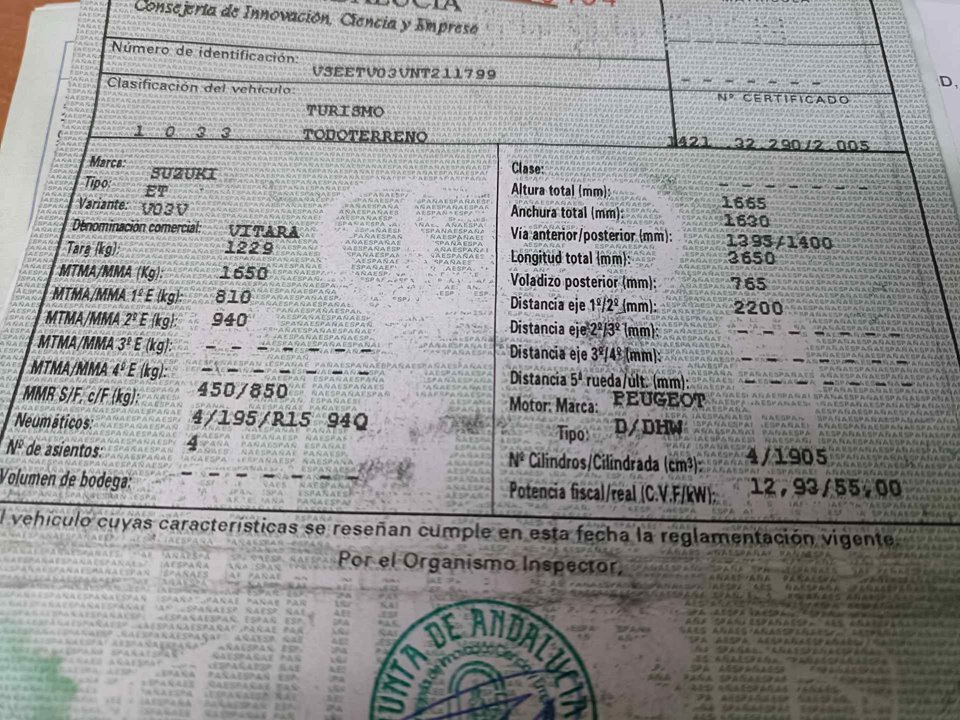 Consejería de Innovación, Ciencia y Empresa
Número de identificación:
VSEETV03VNT211799
Clasificación del vehículo:
TURISMO
1 0 3 3 TODOTERRENO
Nº CERTIFICADO
1421 32.290/2.005
Marca: SUZUKI
Tipo: ET
Variante: V03V
Denominación comercial: VITARA
Tara (kg): 1229
MTMA/MMA (Kg): 1650
MTMA/MMA 1º E (kg): 810
MTMA/MMA 2º E (kg): 940
MTMA/MMA 3º E (kg): - - - - - - -
MTMA/MMA 4º E (kg): - - - - - - -
MMR S/F. c/F (kg): 450/850
Neumáticos: 4/195/R15 94Q
Nº de asientos: 4
Volumen de bodega: - - - - - - -
Clase: - - - - - - -
Altura total (mm): 1665
Anchura total (mm): 1630
Vía anterior/posterior (mm): 1395/1400
Longitud total (mm): 3650
Voladizo posterior (mm): 765
Distancia eje 1º/2º (mm): 2200
Distancia eje 2º/3º (mm): - - - - - - -
Distancia eje 3º/4º (mm): - - - - - - -
Distancia 5ª rueda/últ. (mm): - - - - - - -
Motor: Marca: PEUGEOT
Tipo: D/DHW
Nº Cilindros/Cilindrada (cm³): 4/1905
Potencia fiscal/real (C.V.F/kW): 12,93/55,00
l vehículo cuyas características se reseñan cumple en esta fecha la reglamentación vigente.
Por el Organismo Inspector,
JUNTA DE ANDALUCIA